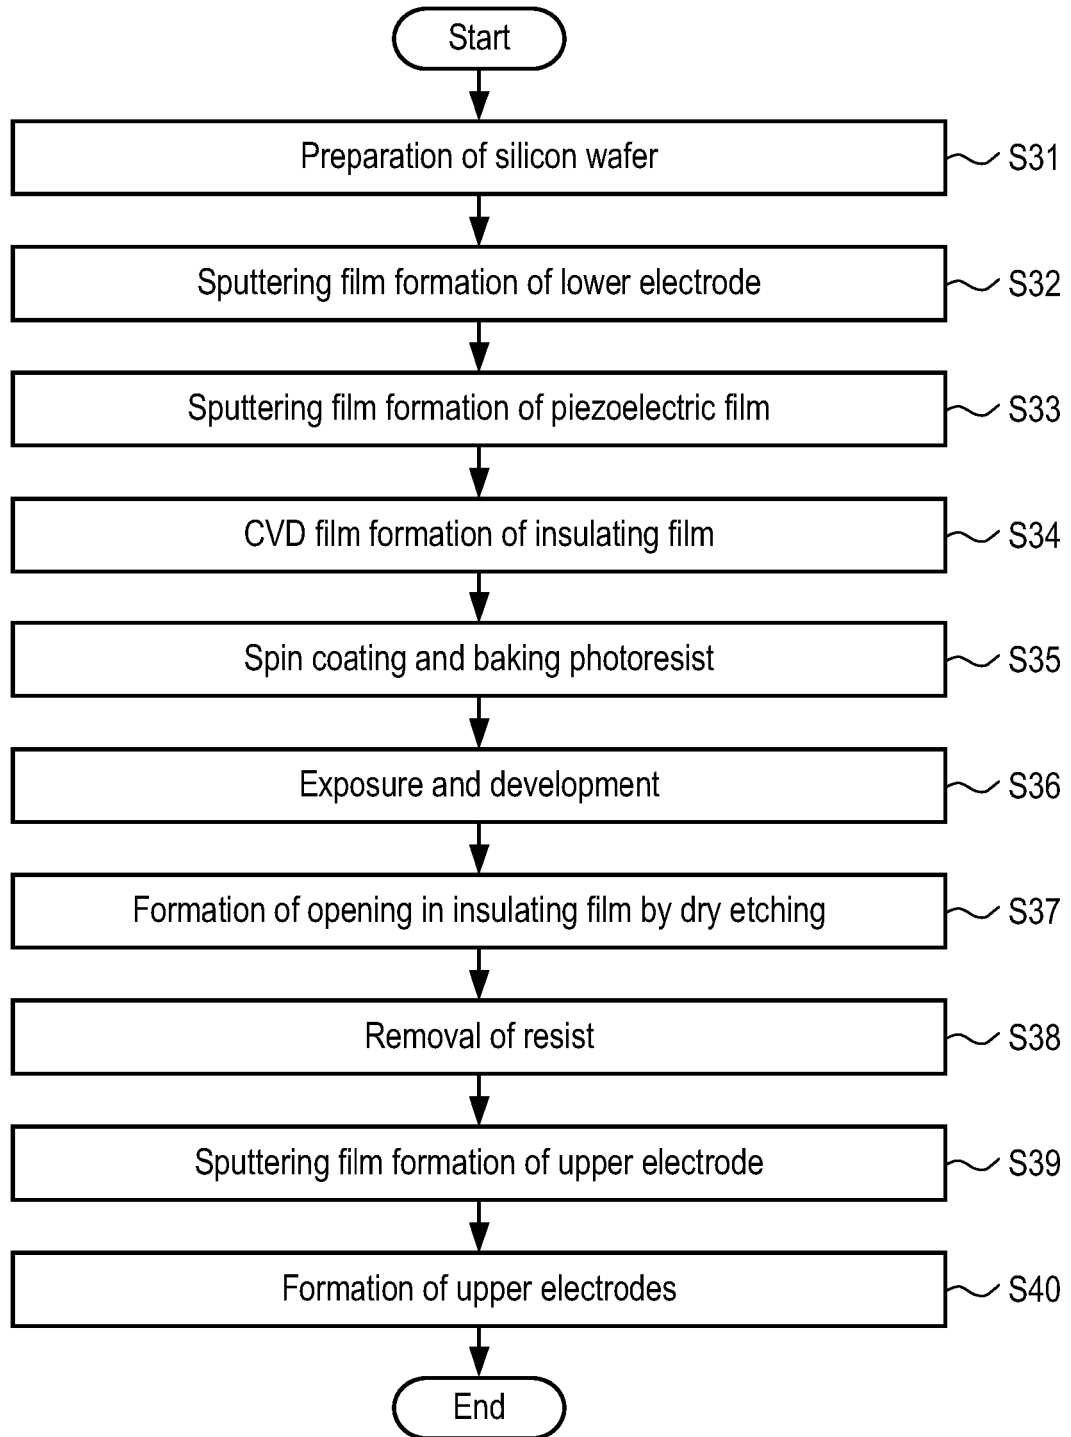 Start
Preparation of silicon wafer S31
Sputtering film formation of lower electrode S32
Sputtering film formation of piezoelectric film S33
CVD film formation of insulating film S34
Spin coating and baking photoresist S35
Exposure and development S36
Formation of opening in insulating film by dry etching S37
Removal of resist S38
Sputtering film formation of upper electrode S39
Formation of upper electrodes S40
End